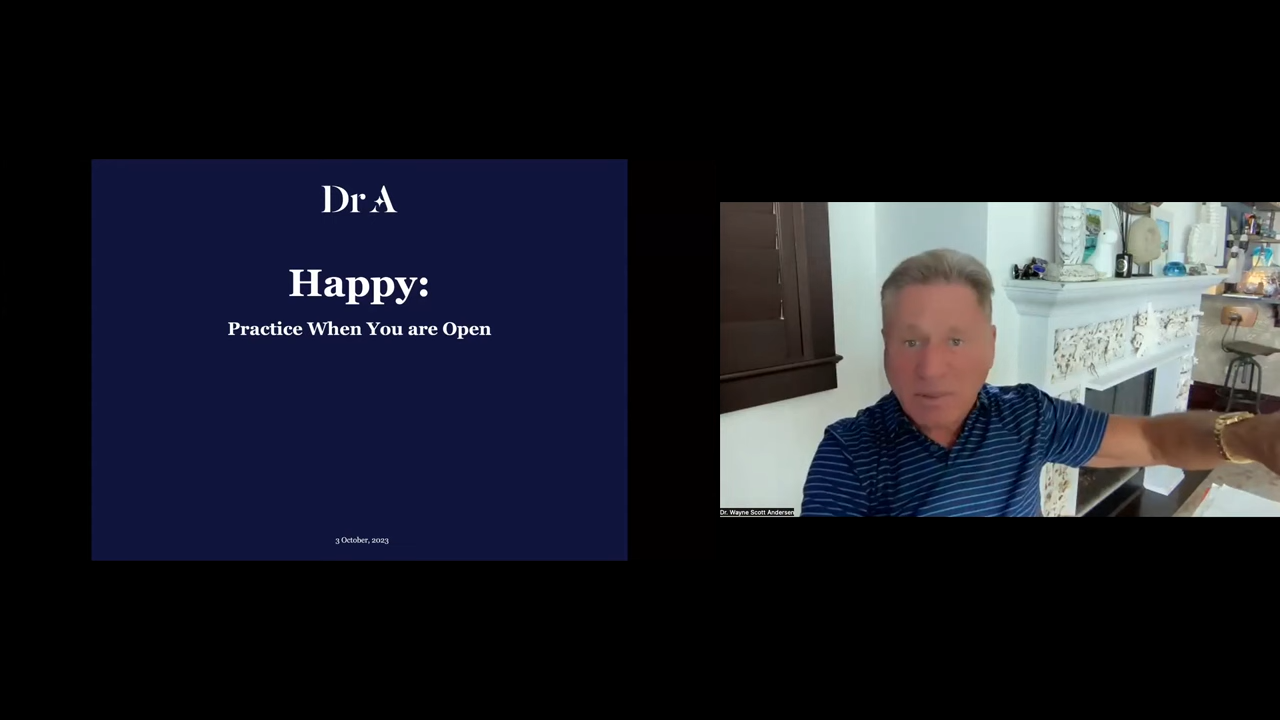 Dr A
Happy:
Practice When You are Open
3 October, 2023
Dr. Wayne Scott Andersen